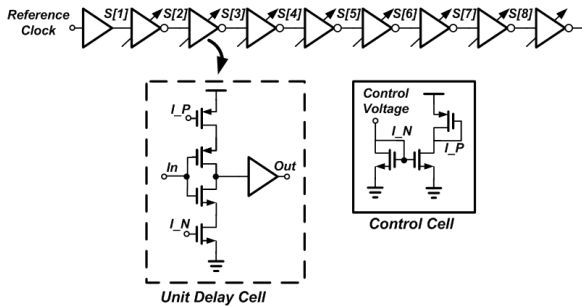 Reference Clock
S[1] S[2] S[3] S[4] S[5] S[6] S[7] S[8]
I_P
In
Out
I_N
Unit Delay Cell
Control Voltage
I_N
I_P
Control Cell